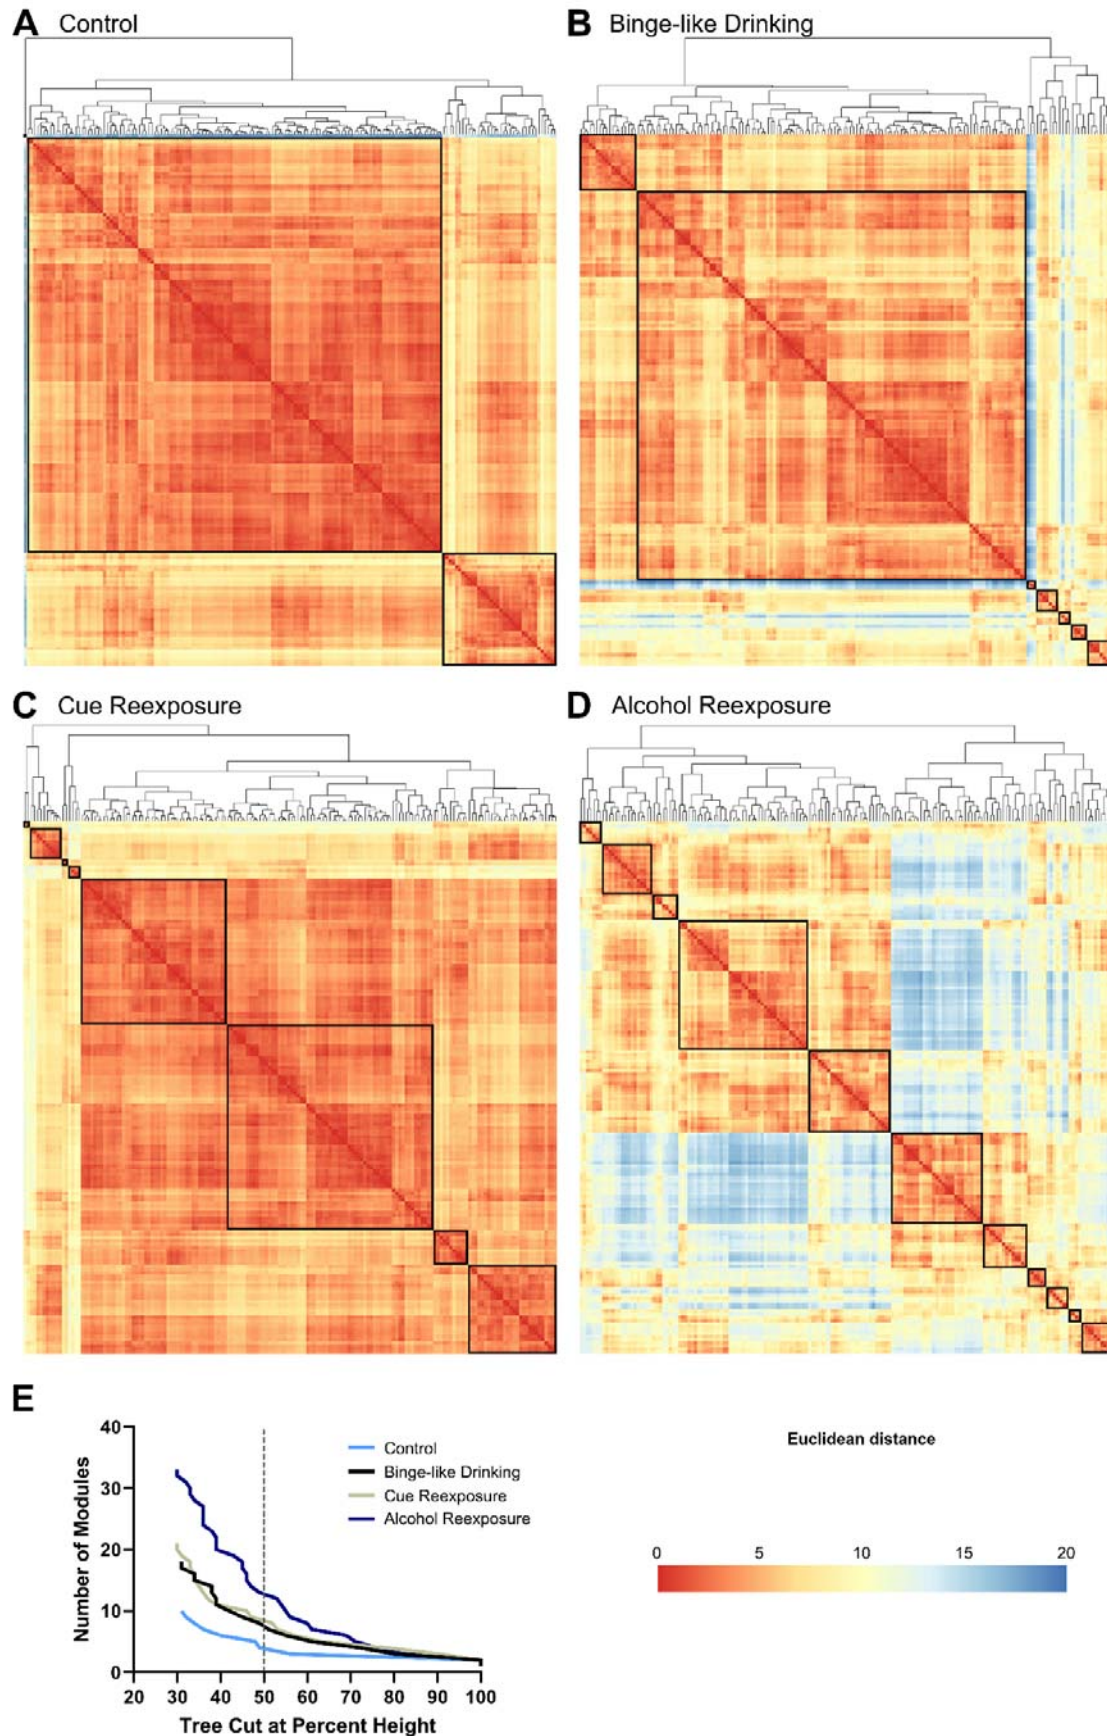 A Control
B Binge-like Drinking
C Cue Reexposure
D Alcohol Reexposure
E
40
30
20
10
0
Number of Modules
20 30 40 50 60 70 80 90 100
Tree Cut at Percent Height
Control
Binge-like Drinking
Cue Reexposure
Alcohol Reexposure
Euclidean distance
0 5 10 15 20